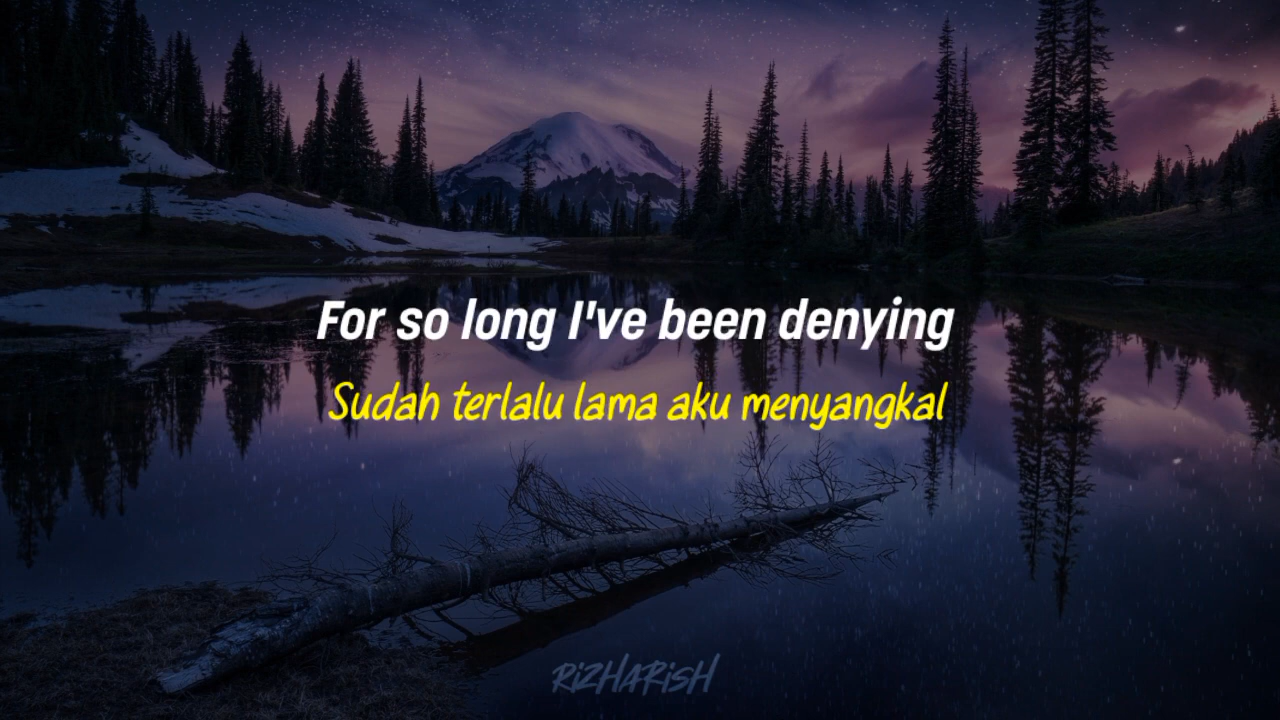 For so long I've been denying
Sudah terlalu lama aku menyangkal
RiZHARiSH